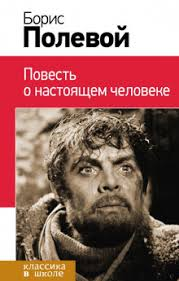 Борис
Полевой
Повесть
о настоящем человеке
классика
в школе